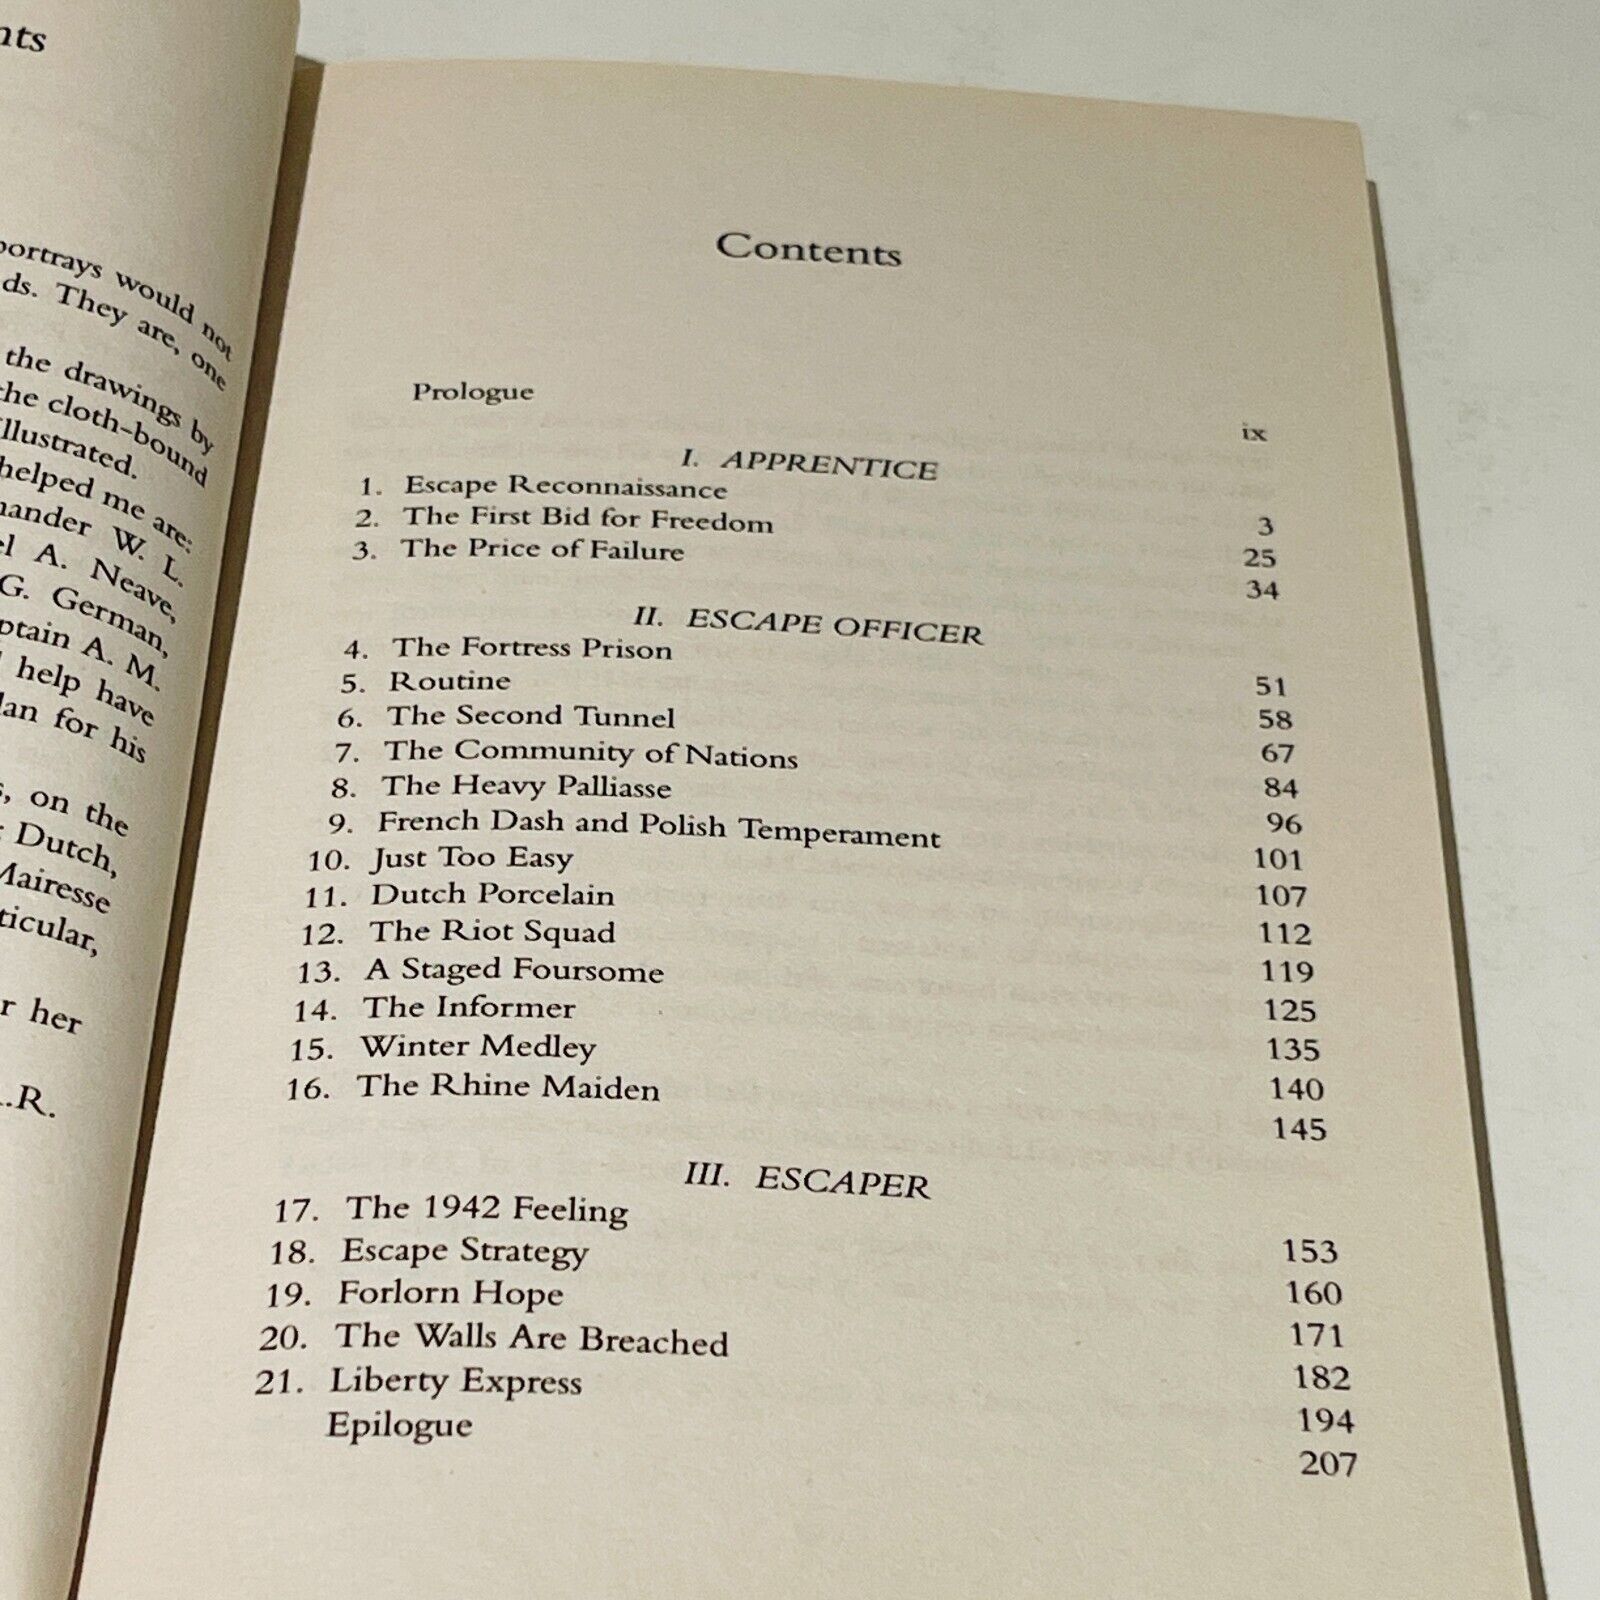 nts
portrays would not
ds. They are, one
the drawings by
the cloth-bound
llustrated.
helped me are:
mander W. L.
el A. Neave,
G. German,
ptain A. M.
help have
lan for his
s, on the
Dutch,
Mairesse
ticular,
r her
.R.
Contents
Prologue ix
I. APPRENTICE
1. Escape Reconnaissance 3
2. The First Bid for Freedom 25
3. The Price of Failure 34
II. ESCAPE OFFICER
4. The Fortress Prison 51
5. Routine 58
6. The Second Tunnel 67
7. The Community of Nations 84
8. The Heavy Palliasse 96
9. French Dash and Polish Temperament 101
10. Just Too Easy 107
11. Dutch Porcelain 112
12. The Riot Squad 119
13. A Staged Foursome 125
14. The Informer 135
15. Winter Medley 140
16. The Rhine Maiden 145
III. ESCAPER
17. The 1942 Feeling 153
18. Escape Strategy 160
19. Forlorn Hope 171
20. The Walls Are Breached 182
21. Liberty Express 194
Epilogue 207